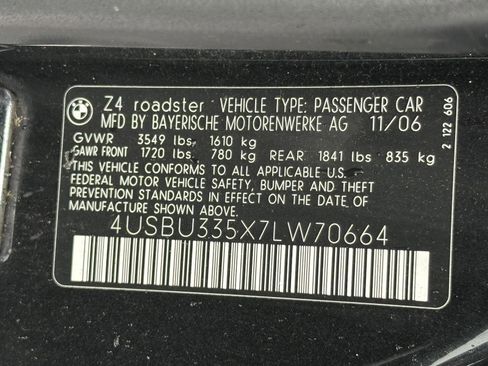 Z4 roadster VEHICLE TYPE: PASSENGER CAR
MFD BY BAYERISCHE MOTORENWERKE AG 11/06
GVWR 3549 lbs, 1610 kg
GAWR FRONT 1720 lbs 780 kg REAR 1841 lbs 835 kg
THIS VEHICLE CONFORMS TO ALL APPLICABLE U.S.
FEDERAL MOTOR VEHICLE SAFETY, BUMPER AND THEFT
PREVENTION STANDARDS IN EFFECT ON THE DATE OF
MANUFACTURE SHOWN ABOVE.
4USBU335X7LW70664
2 122 606